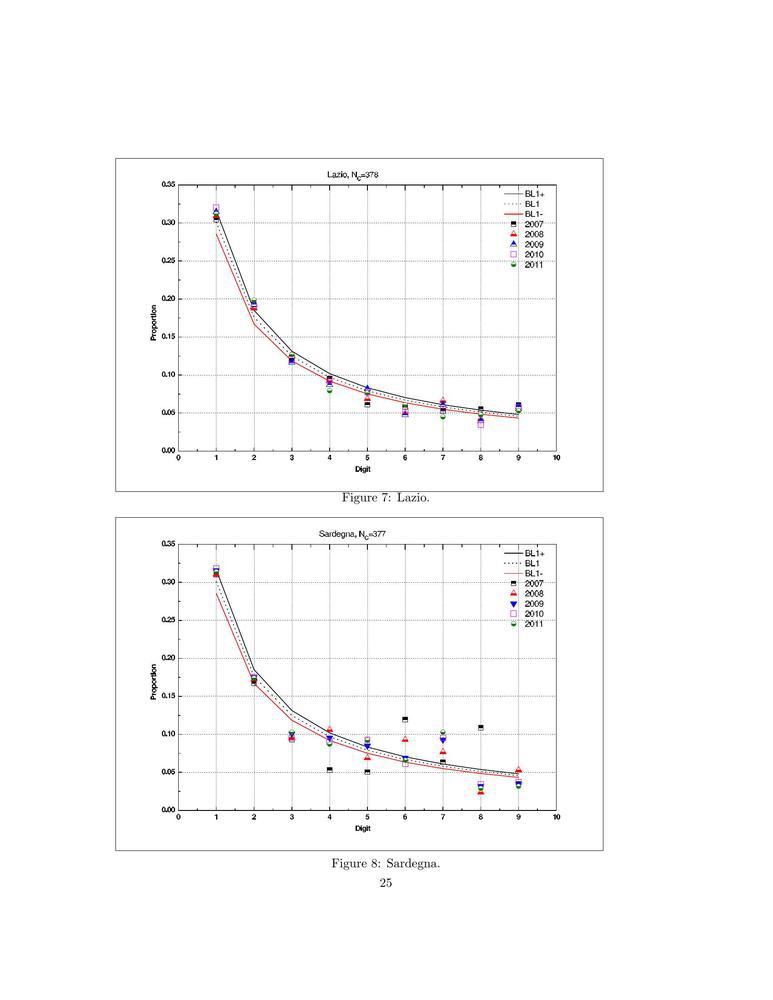 Lazio, Nc=378
0.35
0.30
0.25
0.20
0.15
0.10
0.05
0.00
Proportion
0 1 2 3 4 5 6 7 8 9 10
Digit
BL1+
BL1
BL1-
2007
2008
2009
2010
2011
Figure 7: Lazio.
Sardegna, Nc=377
0.35
0.30
0.25
0.20
0.15
0.10
0.05
0.00
Proportion
0 1 2 3 4 5 6 7 8 9 10
Digit
BL1+
BL1
BL1-
2007
2008
2009
2010
2011
Figure 8: Sardegna.
25